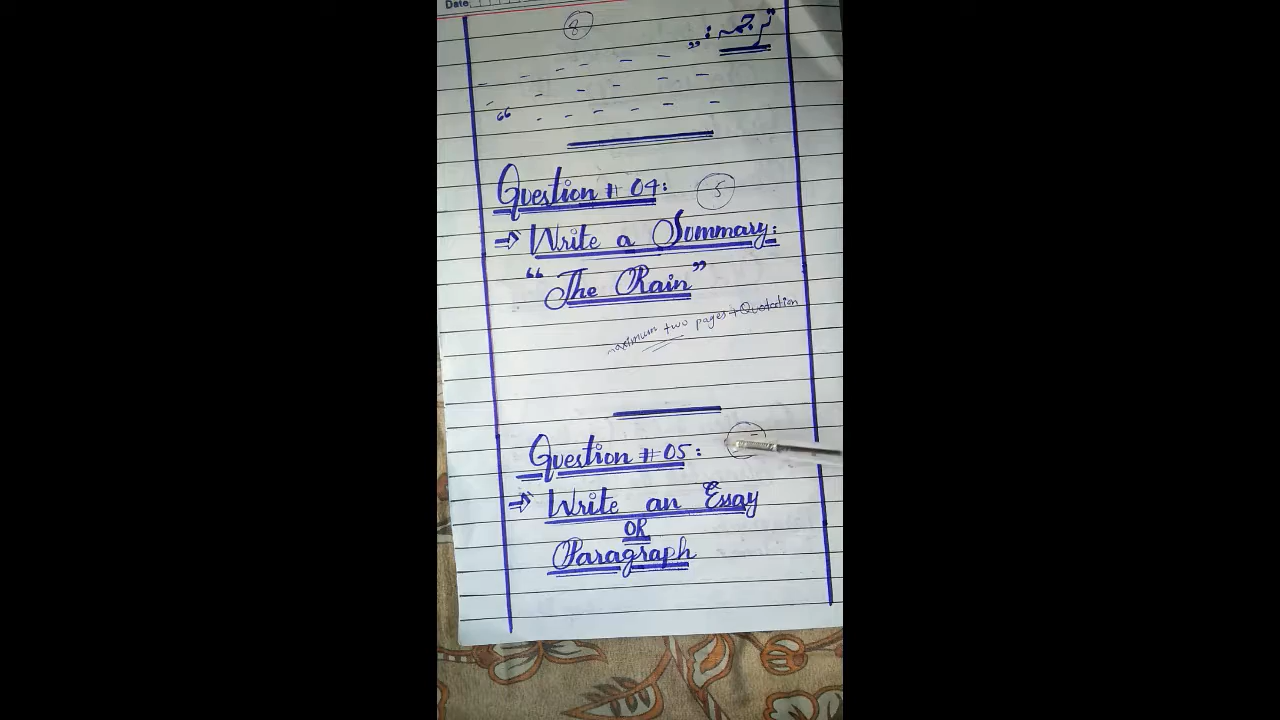 Date
8
ترجمہ:
Question # 04: 5
⇒ Write a Summary:
“The Rain”
maximum two pages + Quotation
Question # 05:
⇒ Write an Essay
OR
Paragraph